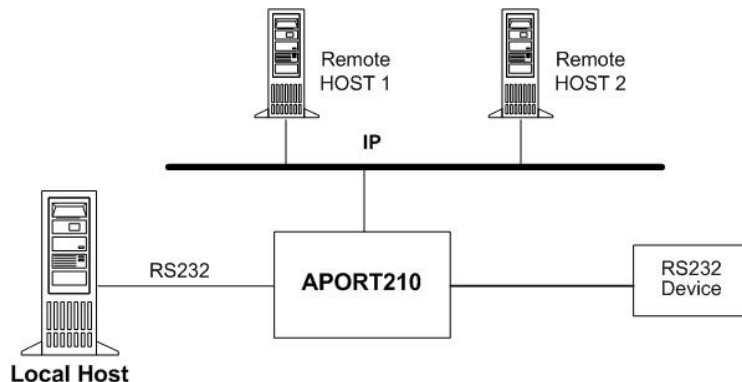 Remote
HOST 1
Remote
HOST 2
IP
RS232
APORT210
RS232
Device
Local Host